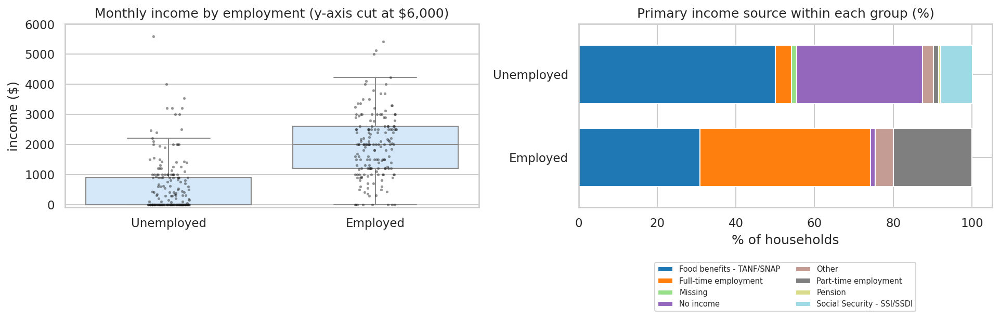 Monthly income by employment (y-axis cut at $6,000)
income ($)
6000
5000
4000
3000
2000
1000
0
Unemployed Employed
Primary income source within each group (%)
Unemployed
Employed
0 20 40 60 80 100
% of households
Food benefits - TANF/SNAP
Full-time employment
Missing
No income
Other
Part-time employment
Pension
Social Security - SSI/SSDI